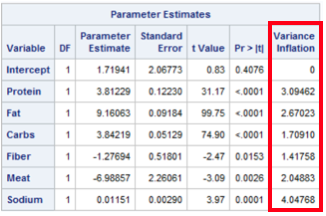 Parameter Estimates
Variable DF Parameter Estimate Standard Error t Value Pr > |t| Variance Inflation
Intercept 1 1.71941 2.06773 0.83 0.4076 0
Protein 1 3.81229 0.12230 31.17 <.0001 3.09462
Fat 1 9.16063 0.09184 99.75 <.0001 2.67023
Carbs 1 3.84219 0.05129 74.90 <.0001 1.70910
Fiber 1 -1.27694 0.51801 -2.47 0.0153 1.41758
Meat 1 -6.98857 2.26061 -3.09 0.0026 2.04883
Sodium 1 0.01151 0.00290 3.97 0.0001 4.04768